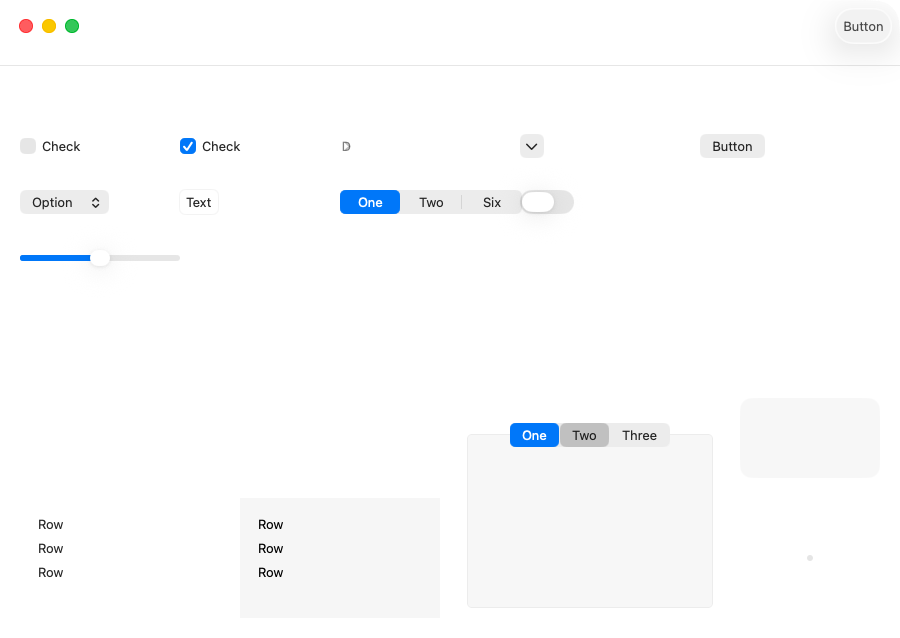 Button
Check
Check
Button
Option
Text
One
Two
Six
One
Two
Three
Row
Row
Row
Row
Row
Row